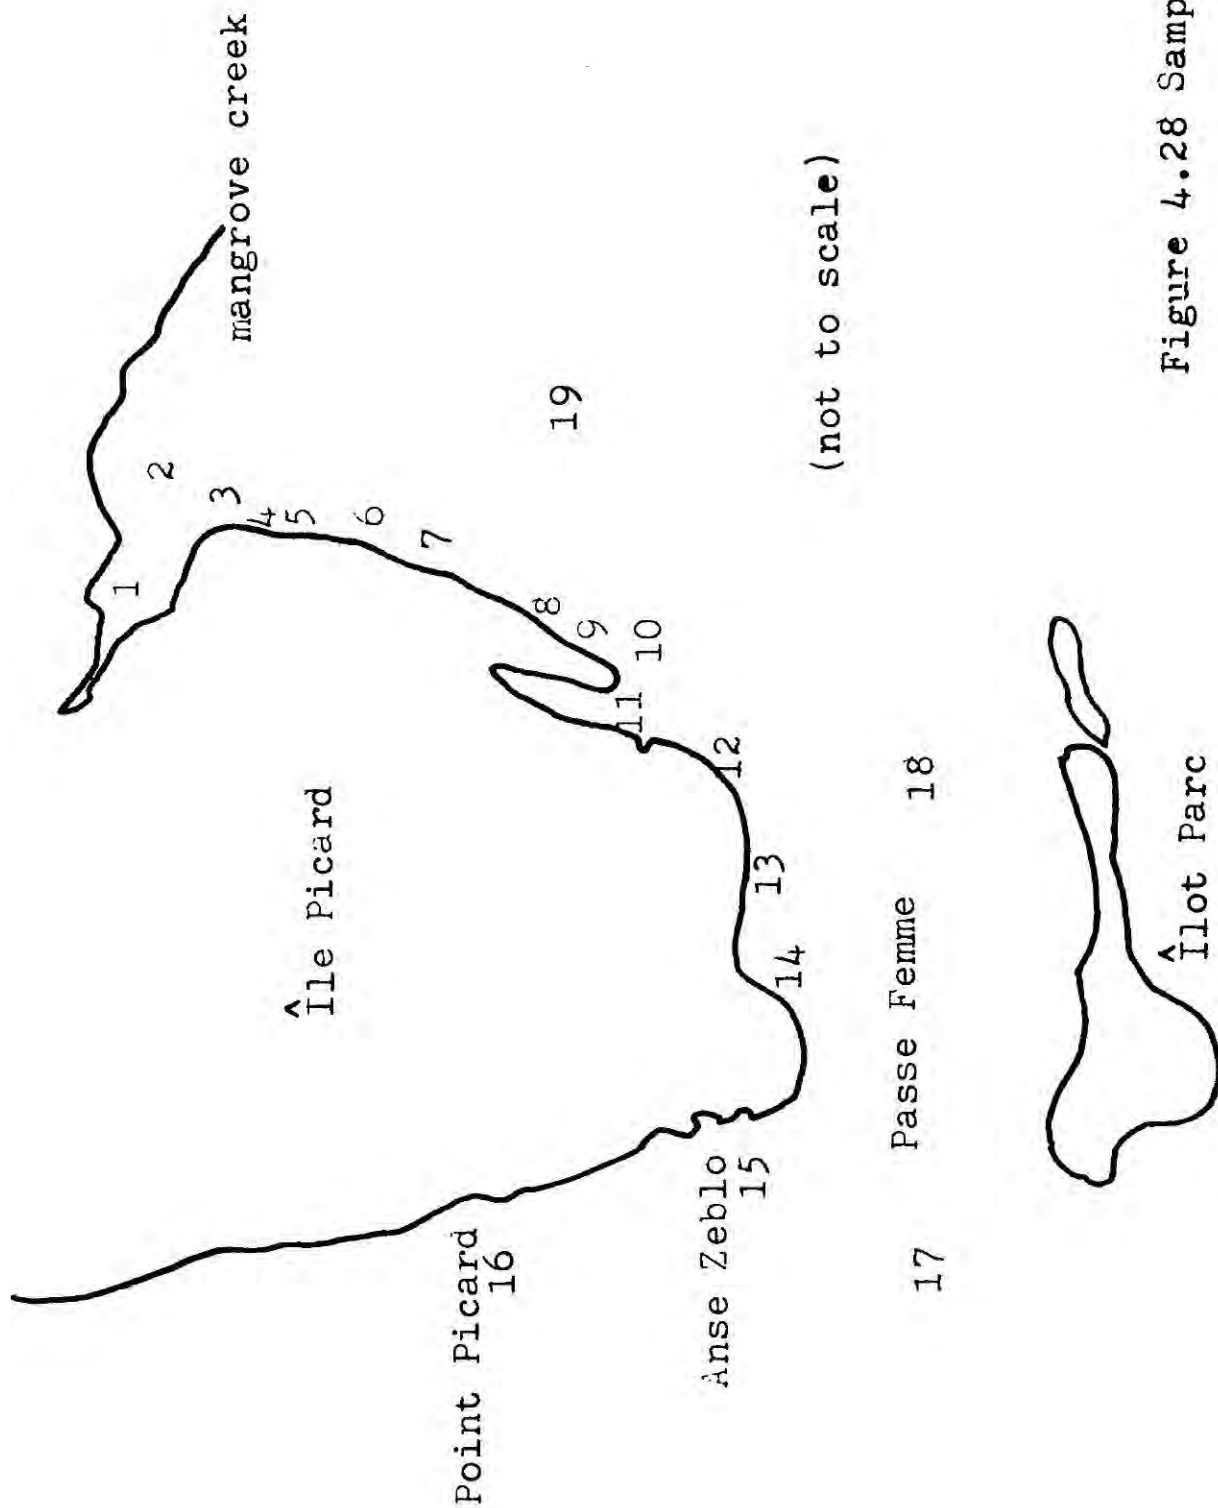 mangrove creek
1
2
3
4
5
6
7
8
9
10
11
12
13
14
Île Picard
19
Point Picard
16
Anse Zeblo
15
(not to scale)
Passe Femme
18
17
Îlot Parc
Figure 4.28 Samp